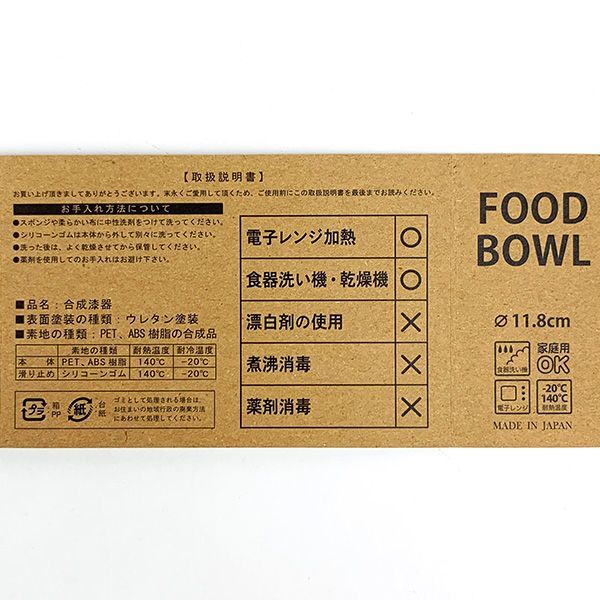 【取扱説明書】
お買い上げ頂きましてありがとうございます。末永くご愛用して頂くため、ご使用前にこの取扱説明書を最後までお読みください。
お手入れ方法について
●スポンジや柔らかい布に中性洗剤をつけて洗ってください。
●シリコーンゴムは本体から外して別々に洗ってください。
●洗った後は、よく乾燥させてから保管してください。
●薬剤を使用してのお手入れはお避け下さい。
■品名：合成漆器
■表面塗装の種類：ウレタン塗装
■素地の種類：PET、ABS樹脂の合成品
素地の種類 耐熱温度 耐冷温度
本体 PET、ABS樹脂 140℃ -20℃
滑り止め シリコーンゴム 140℃ -20℃
プラ 箱 PP 紙 台紙
ゴミとして処理される場合は、
お住まいの地域行政の廃棄方法
にあわせて処理してください。
電子レンジ加熱 ○
食器洗い機・乾燥機 ○
漂白剤の使用 ×
煮沸消毒 ×
薬剤消毒 ×
FOOD
BOWL
⌀11.8cm
食器洗い機
家庭用
OK
電子レンジ
-20℃
140℃
耐熱温度
MADE IN JAPAN